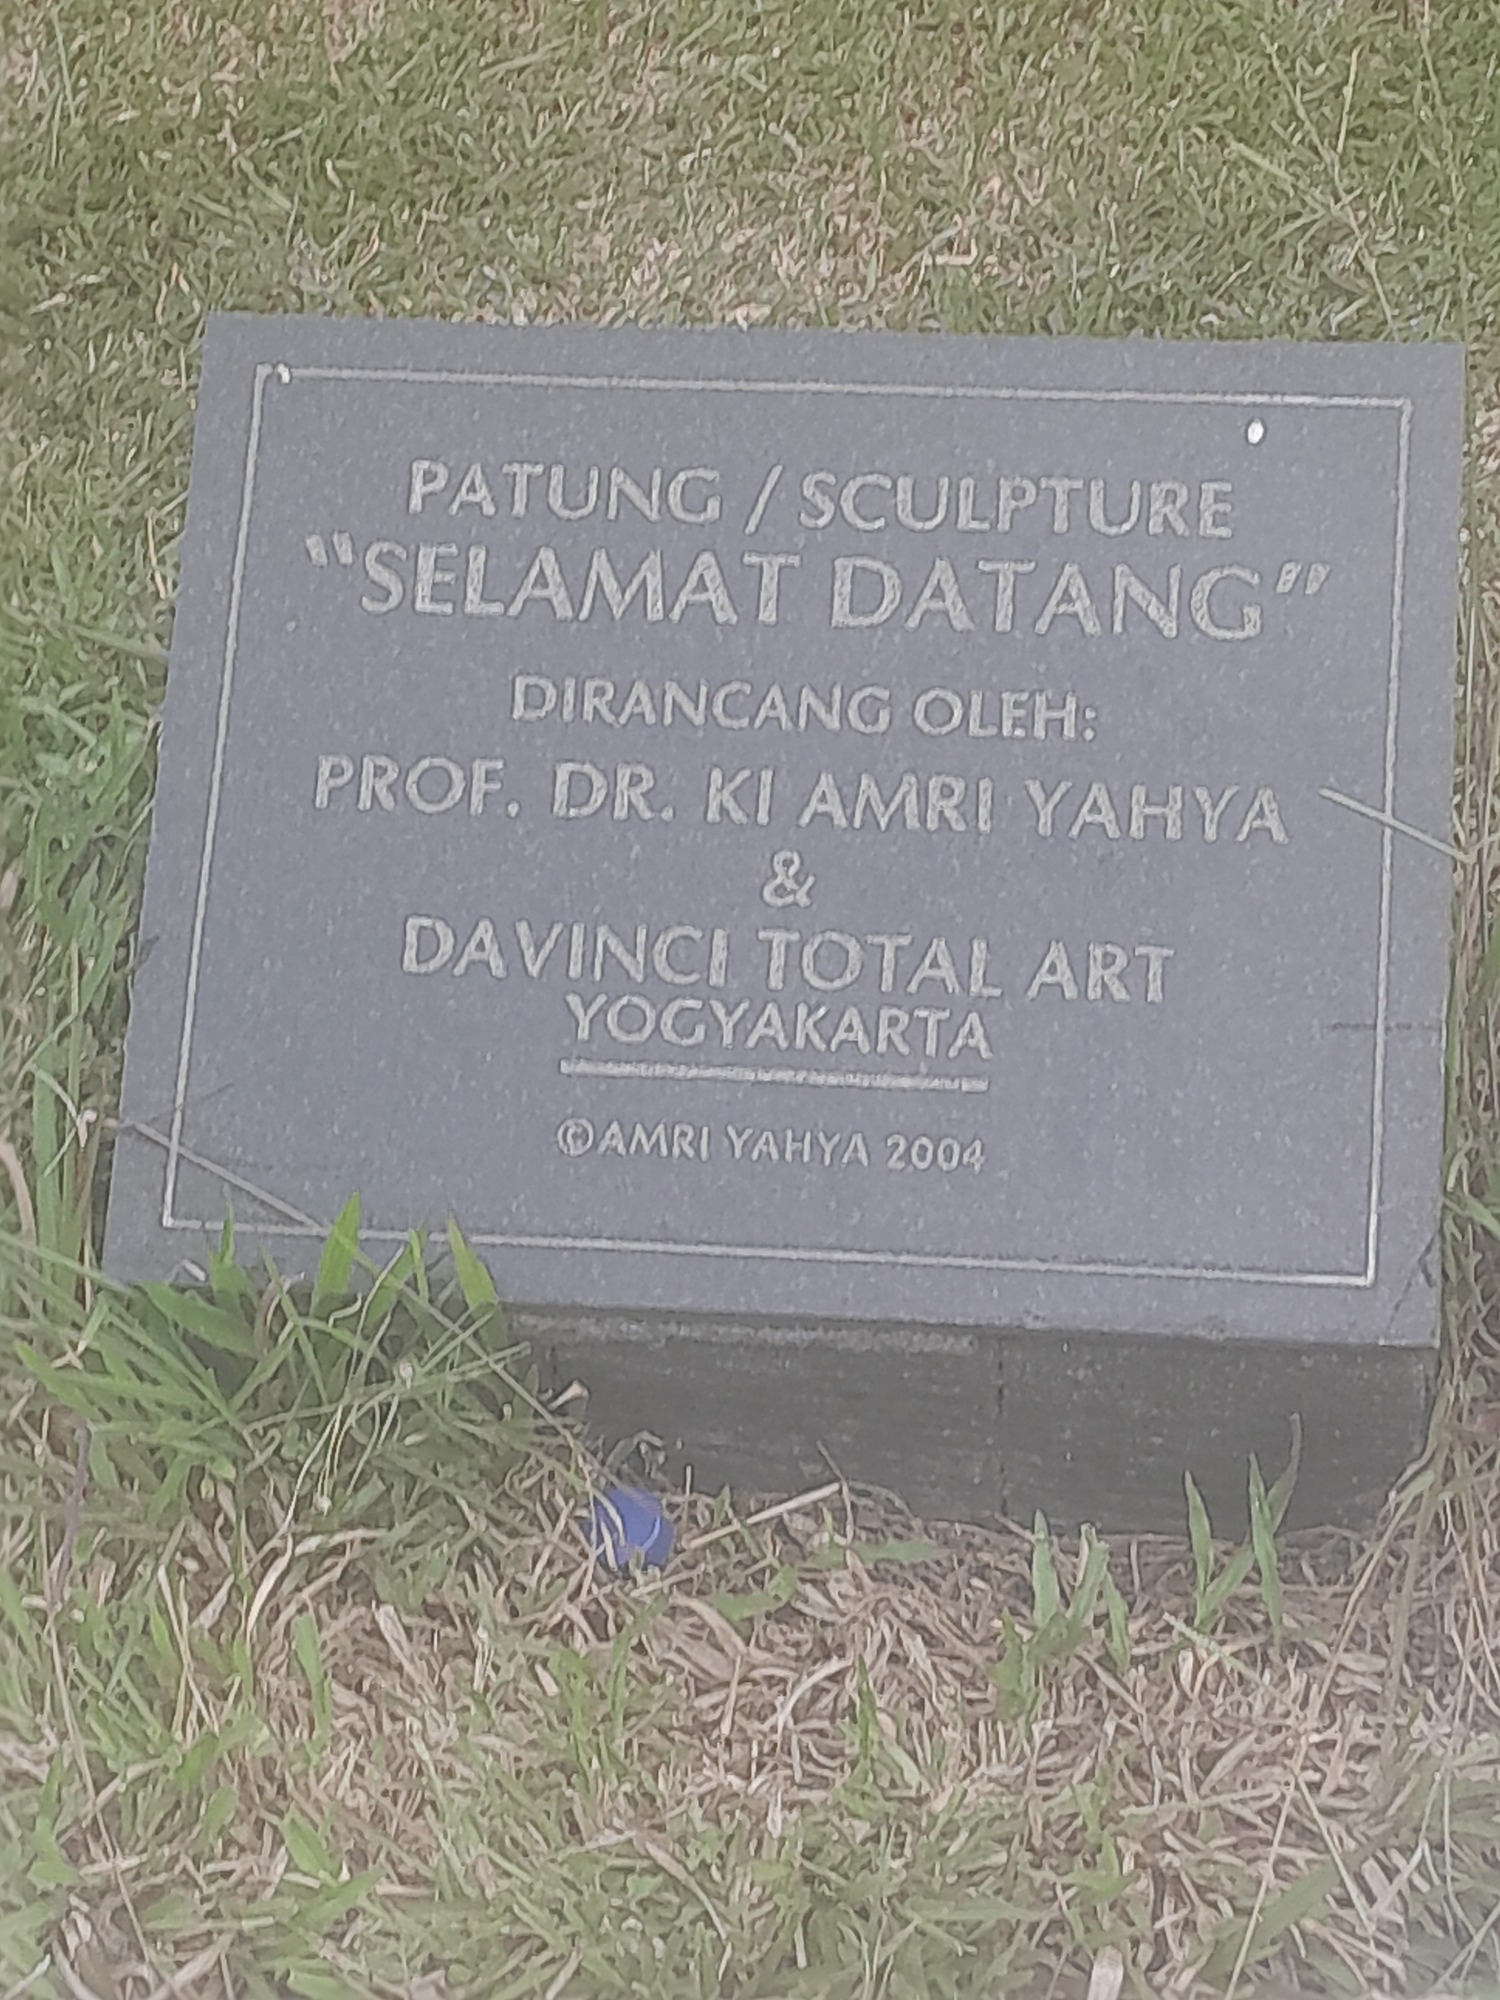 PATUNG / SCULPTURE
“SELAMAT DATANG”
DIRANCANG OLEH:
PROF. DR. KI AMRI YAHYA
&
DAVINCI TOTAL ART
YOGYAKARTA
©AMRI YAHYA 2004